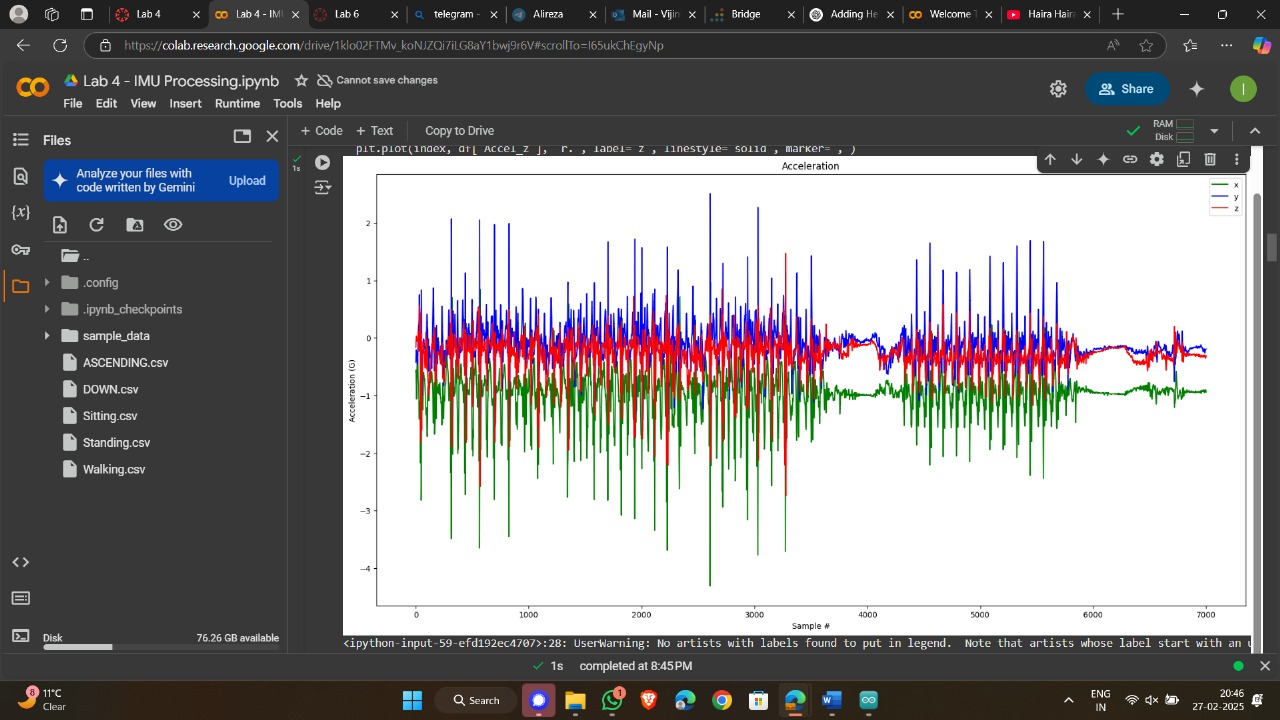 Lab 4
Lab 4 - IMU
Lab 6
telegram -
Alireza
Mail - Vijin
Bridge
Adding He
Welcome T
Haira Hair
https://colab.research.google.com/drive/1klo02FTMv_koNJZQi7iLG8aY1bwj9r6V#scrollTo=I65ukChEgyNp
Lab 4 - IMU Processing.ipynb
Cannot save changes
File Edit View Insert Runtime Tools Help
Share
I
Files
+ Code + Text
Copy to Drive
RAM
Disk
Analyze your files with
code written by Gemini
Upload
{x}
..
.config
.ipynb_checkpoints
sample_data
ASCENDING.csv
DOWN.csv
Sitting.csv
Standing.csv
Walking.csv
Disk
76.26 GB available
1s
plt.plot(index, df['Accel_z'], 'r.', label='z', linestyle='solid', marker=',')
Acceleration
x
y
z
2
1
0
−1
−2
−3
−4
Acceleration (G)
0 1000 2000 3000 4000 5000 6000 7000
Sample #
<ipython-input-59-efd192ec4707>:28: UserWarning: No artists with labels found to put in legend. Note that artists whose label start with an u
1s completed at 8:45 PM
8
11°C
Clear
Search
1
ENG
IN
20:46
27-02-2025